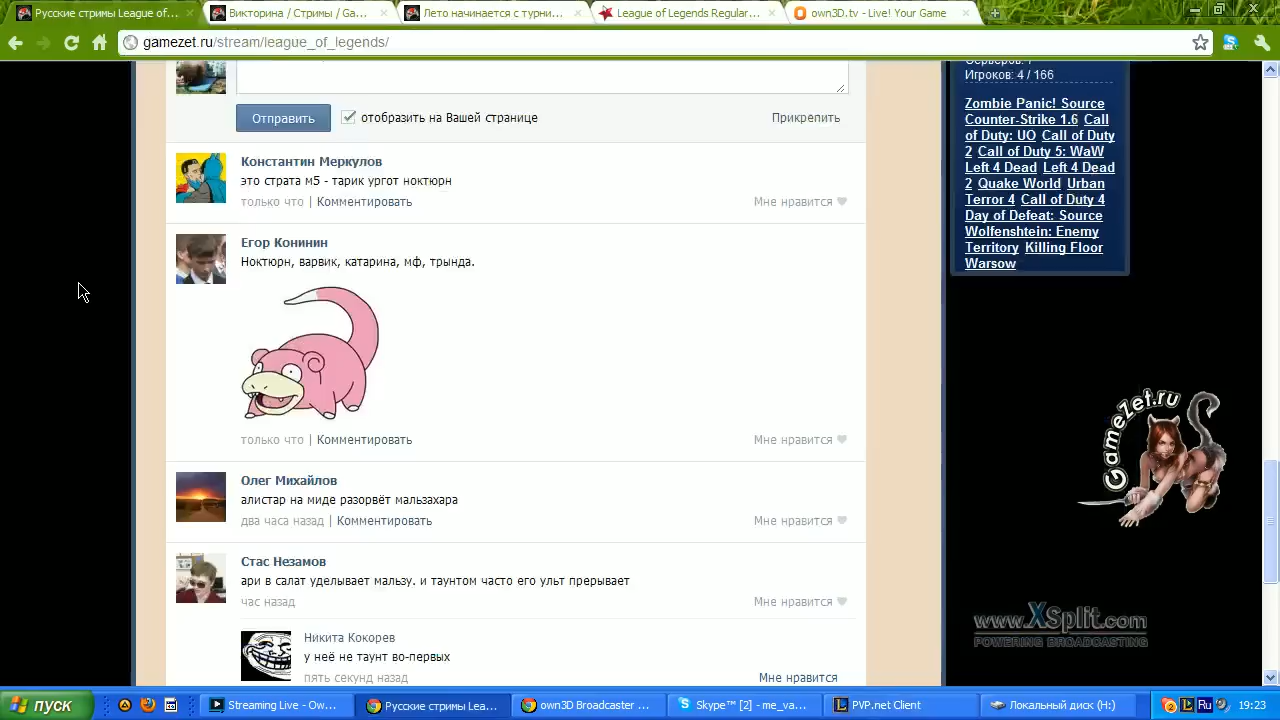 Русские стримы League of
Викторина / Стримы / Ga
Лето начинается с турни
League of Legends Regular
own3D.tv - Live! Your Game
gamezet.ru/stream/league_of_legends/
Отправить
отобразить на Вашей странице
Прикрепить
Константин Меркулов
это страта м5 - тарик ургот ноктюрн
только что | Комментировать
Мне нравится
Егор Конинин
Ноктюрн, варвик, катарина, мф, трында.
только что | Комментировать
Мне нравится
Олег Михайлов
алистар на миде разорвёт мальзахара
два часа назад | Комментировать
Мне нравится
Стас Незамов
ари в салат уделывает мальзу. и таунтом часто его ульт прерывает
час назад
Мне нравится
Никита Кокорев
у неё не таунт во-первых
пять секунд назад
Мне нравится
Игроков: 4 / 166
Zombie Panic! Source
Counter-Strike 1.6 Call
of Duty: UO Call of Duty
2 Call of Duty 5: WaW
Left 4 Dead Left 4 Dead
2 Quake World Urban
Terror 4 Call of Duty 4
Day of Defeat: Source
Wolfenshtein: Enemy
Territory Killing Floor
Warsow
GameZet.ru
www.XSplit.com
POWERING BROADCASTING
пуск
Streaming Live - Ow...
Русские стримы Lea...
own3D Broadcaster ...
Skype™ [2] - me_va...
PVP.net Client
Локальный диск (H:)
2
Ru
19:23